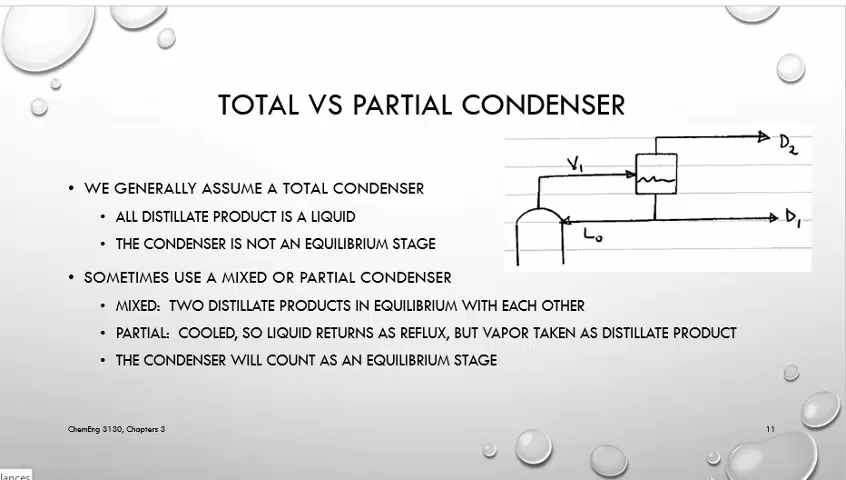 TOTAL VS PARTIAL CONDENSER
• WE GENERALLY ASSUME A TOTAL CONDENSER
• ALL DISTILLATE PRODUCT IS A LIQUID
• THE CONDENSER IS NOT AN EQUILIBRIUM STAGE
• SOMETIMES USE A MIXED OR PARTIAL CONDENSER
• MIXED: TWO DISTILLATE PRODUCTS IN EQUILIBRIUM WITH EACH OTHER
• PARTIAL: COOLED, SO LIQUID RETURNS AS REFLUX, BUT VAPOR TAKEN AS DISTILLATE PRODUCT
• THE CONDENSER WILL COUNT AS AN EQUILIBRIUM STAGE
D₂
V₁
D₁
L₀
ChemEng 3130, Chapters 3
11
lances